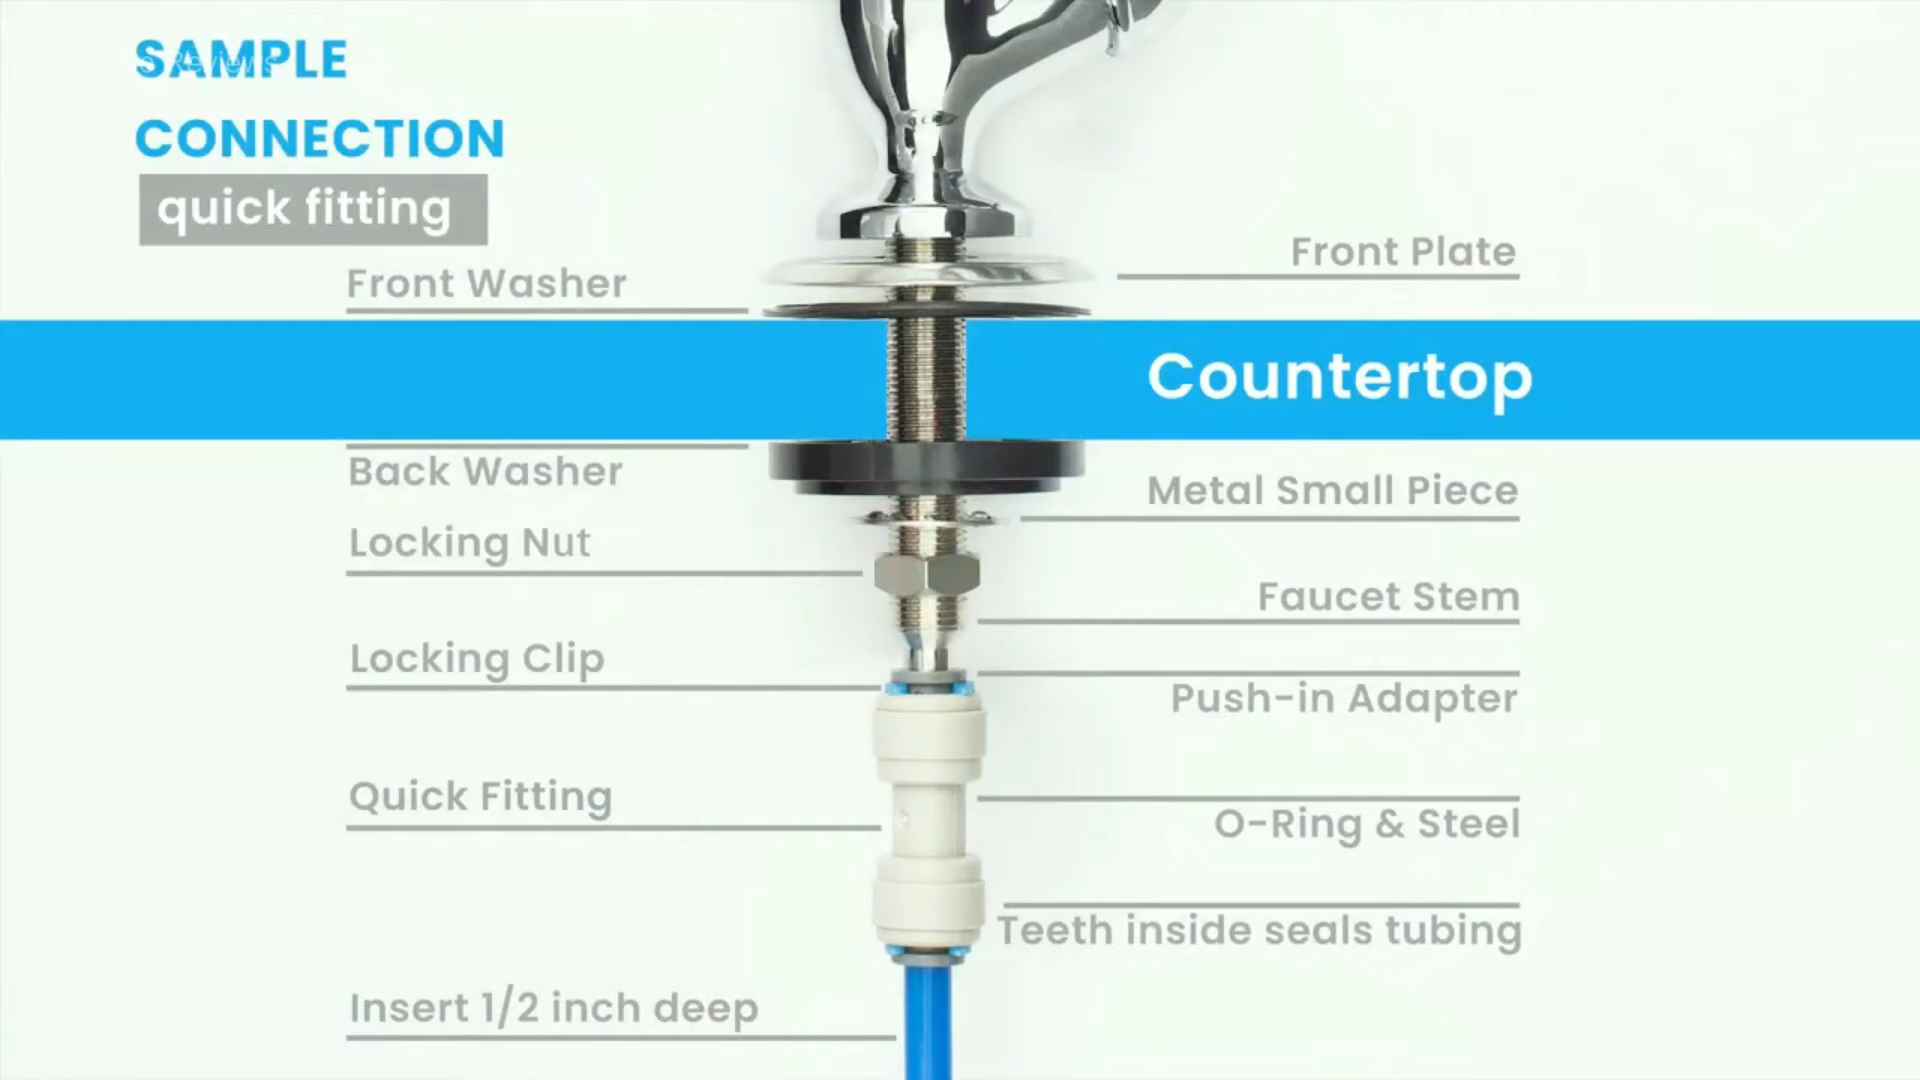 SAMPLE
CONNECTION
quick fitting
Front Plate
Front Washer
Countertop
Back Washer
Metal Small Piece
Locking Nut
Faucet Stem
Locking Clip
Push-in Adapter
Quick Fitting
O-Ring & Steel
Teeth inside seals tubing
Insert 1/2 inch deep